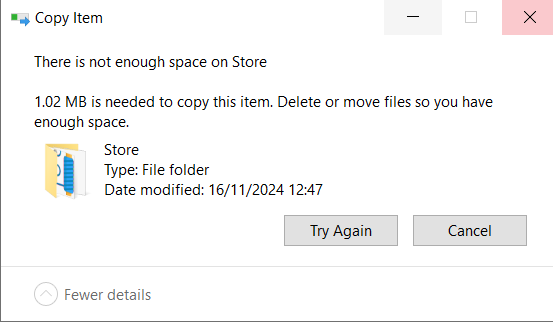 Copy Item
There is not enough space on Store
1.02 MB is needed to copy this item. Delete or move files so you have
enough space.
Store
Type: File folder
Date modified: 16/11/2024 12:47
Try Again
Cancel
Fewer details